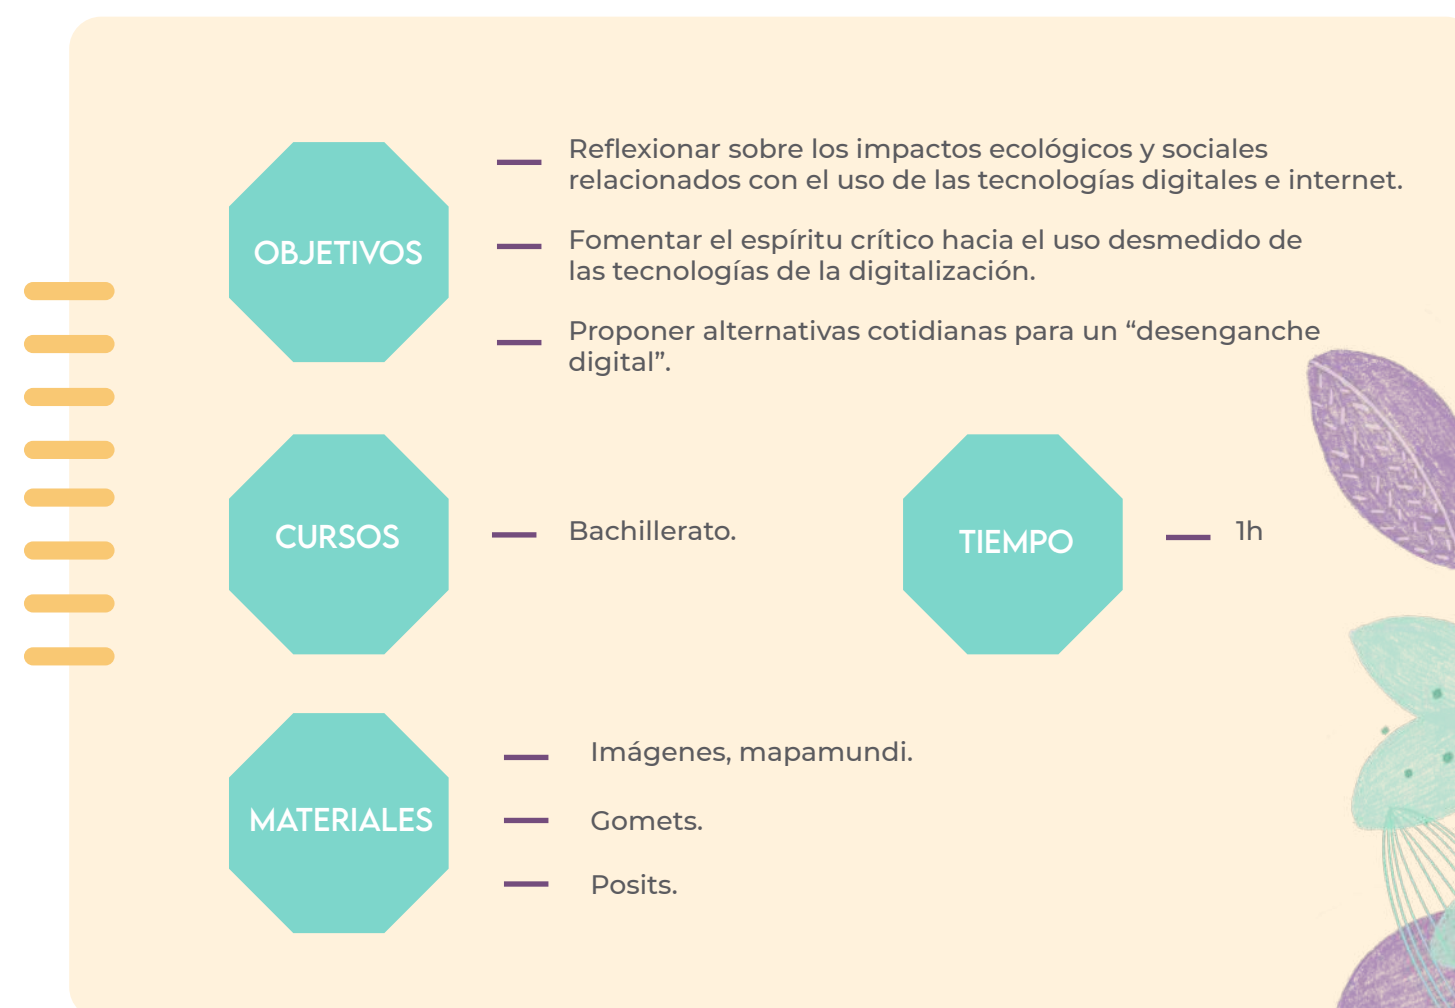 OBJETIVOS
Reflexionar sobre los impactos ecológicos y sociales
relacionados con el uso de las tecnologías digitales e internet.
Fomentar el espíritu crítico hacia el uso desmedido de
las tecnologías de la digitalización.
Proponer alternativas cotidianas para un “desenganche
digital”.
CURSOS
Bachillerato.
TIEMPO
1h
MATERIALES
Imágenes, mapamundi.
Gomets.
Posits.